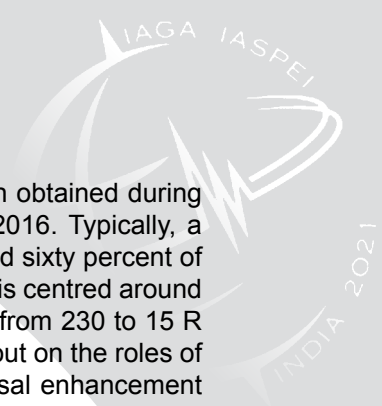 IAGA IASPEI
INDIA 2021
n obtained during
2016. Typically, a
d sixty percent of
is centred around
from 230 to 15 R
out on the roles of
sal enhancement